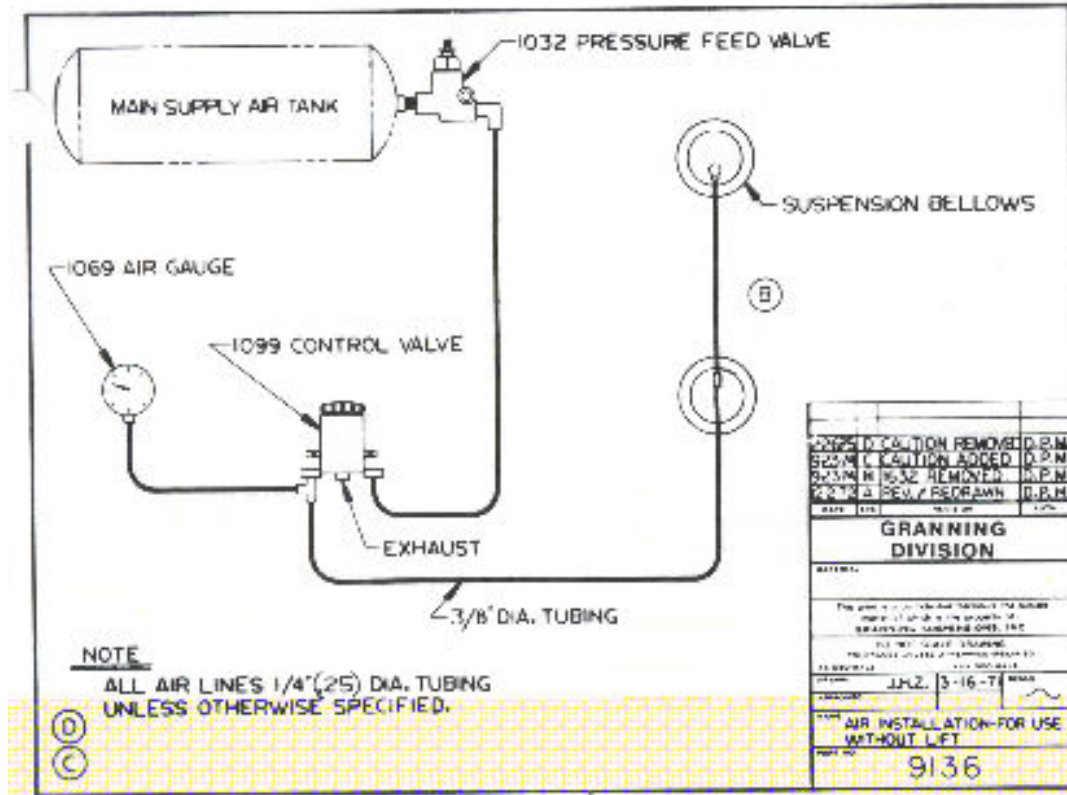 1032 PRESSURE FEED VALVE
MAIN SUPPLY AIR TANK
SUSPENSION BELLOWS
1069 AIR GAUGE
B
1099 CONTROL VALVE
EXHAUST
3/8" DIA. TUBING
NOTE
ALL AIR LINES 1/4"(.25) DIA. TUBING
UNLESS OTHERWISE SPECIFIED.
D
C
D CAUTION REMOVED D.P.M.
C CAUTION ADDED D.P.M.
1632 REMOVED D.P.M.
A REV. / REDRAWN D.P.M.
GRANNING
DIVISION
J.H.Z. 3-16-71
AIR INSTALLATION-FOR USE
WITHOUT LIFT
9136